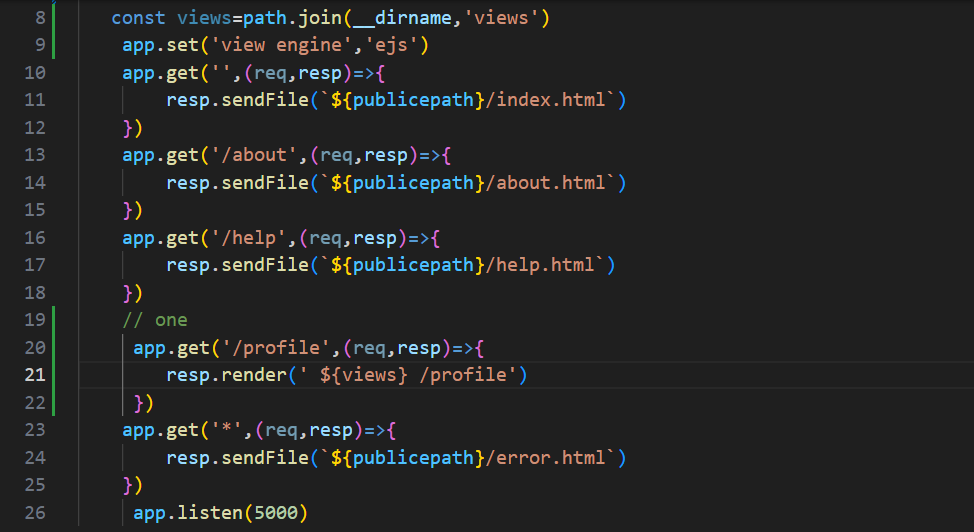 8 const views=path.join(__dirname,'views')
9 app.set('view engine','ejs')
10 app.get('',(req,resp)=>{
11 resp.sendFile(`${publicepath}/index.html`)
12 })
13 app.get('/about',(req,resp)=>{
14 resp.sendFile(`${publicepath}/about.html`)
15 })
16 app.get('/help',(req,resp)=>{
17 resp.sendFile(`${publicepath}/help.html`)
18 })
19 // one
20 app.get('/profile',(req,resp)=>{
21 resp.render(' ${views} /profile')
22 })
23 app.get('*',(req,resp)=>{
24 resp.sendFile(`${publicepath}/error.html`)
25 })
26 app.listen(5000)